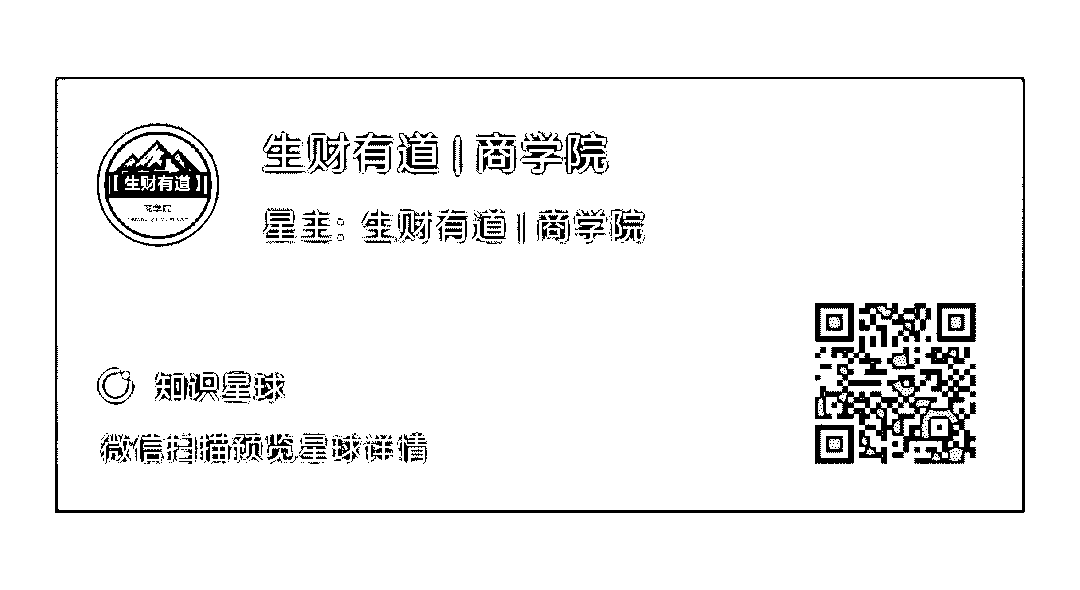 生财有道 | 商学院
星主: 生财有道 | 商学院
【生财有道】
商学院
知识星球
微信扫描预览星球详情